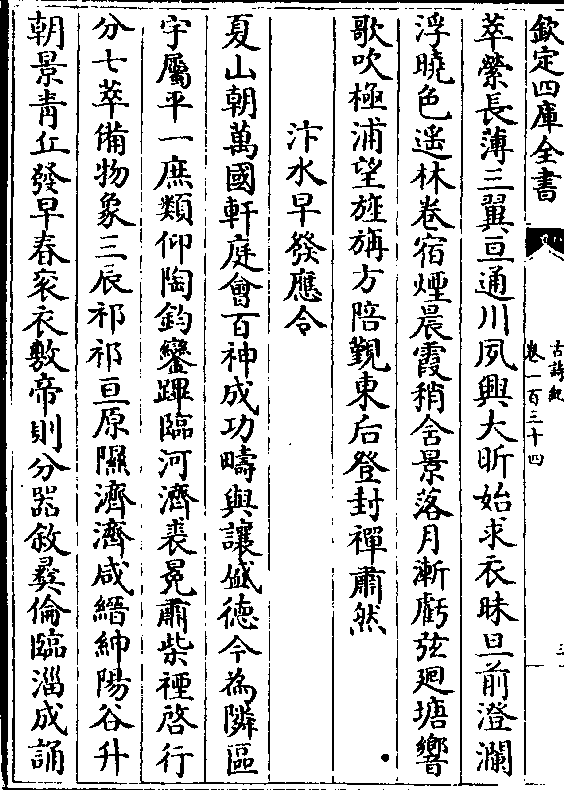 欽定四庫全書
古詩紀
卷一百三十四
萃縈長薄三翼亘通川夙興大昕始求衣昧旦前澄瀾
浮曉色遥林卷宿煙晨霞稍含景落月漸虧弦廻塘響
歌吹極浦望旌旃方陪觀東后登封禪肅然
汴水早發應令
夏山朝萬國軒庭會百神成功疇與讓盛徳今為隣區
宇屬平一庶類仰陶鈞鑾蹕臨河濟裘冕肅柴禋啓行
分七萃備物象三辰祁祁亘原隰濟濟咸縉紳陽谷升
朝景青丘發早春衮衣敷帝則分器敘彞倫臨淄成誦